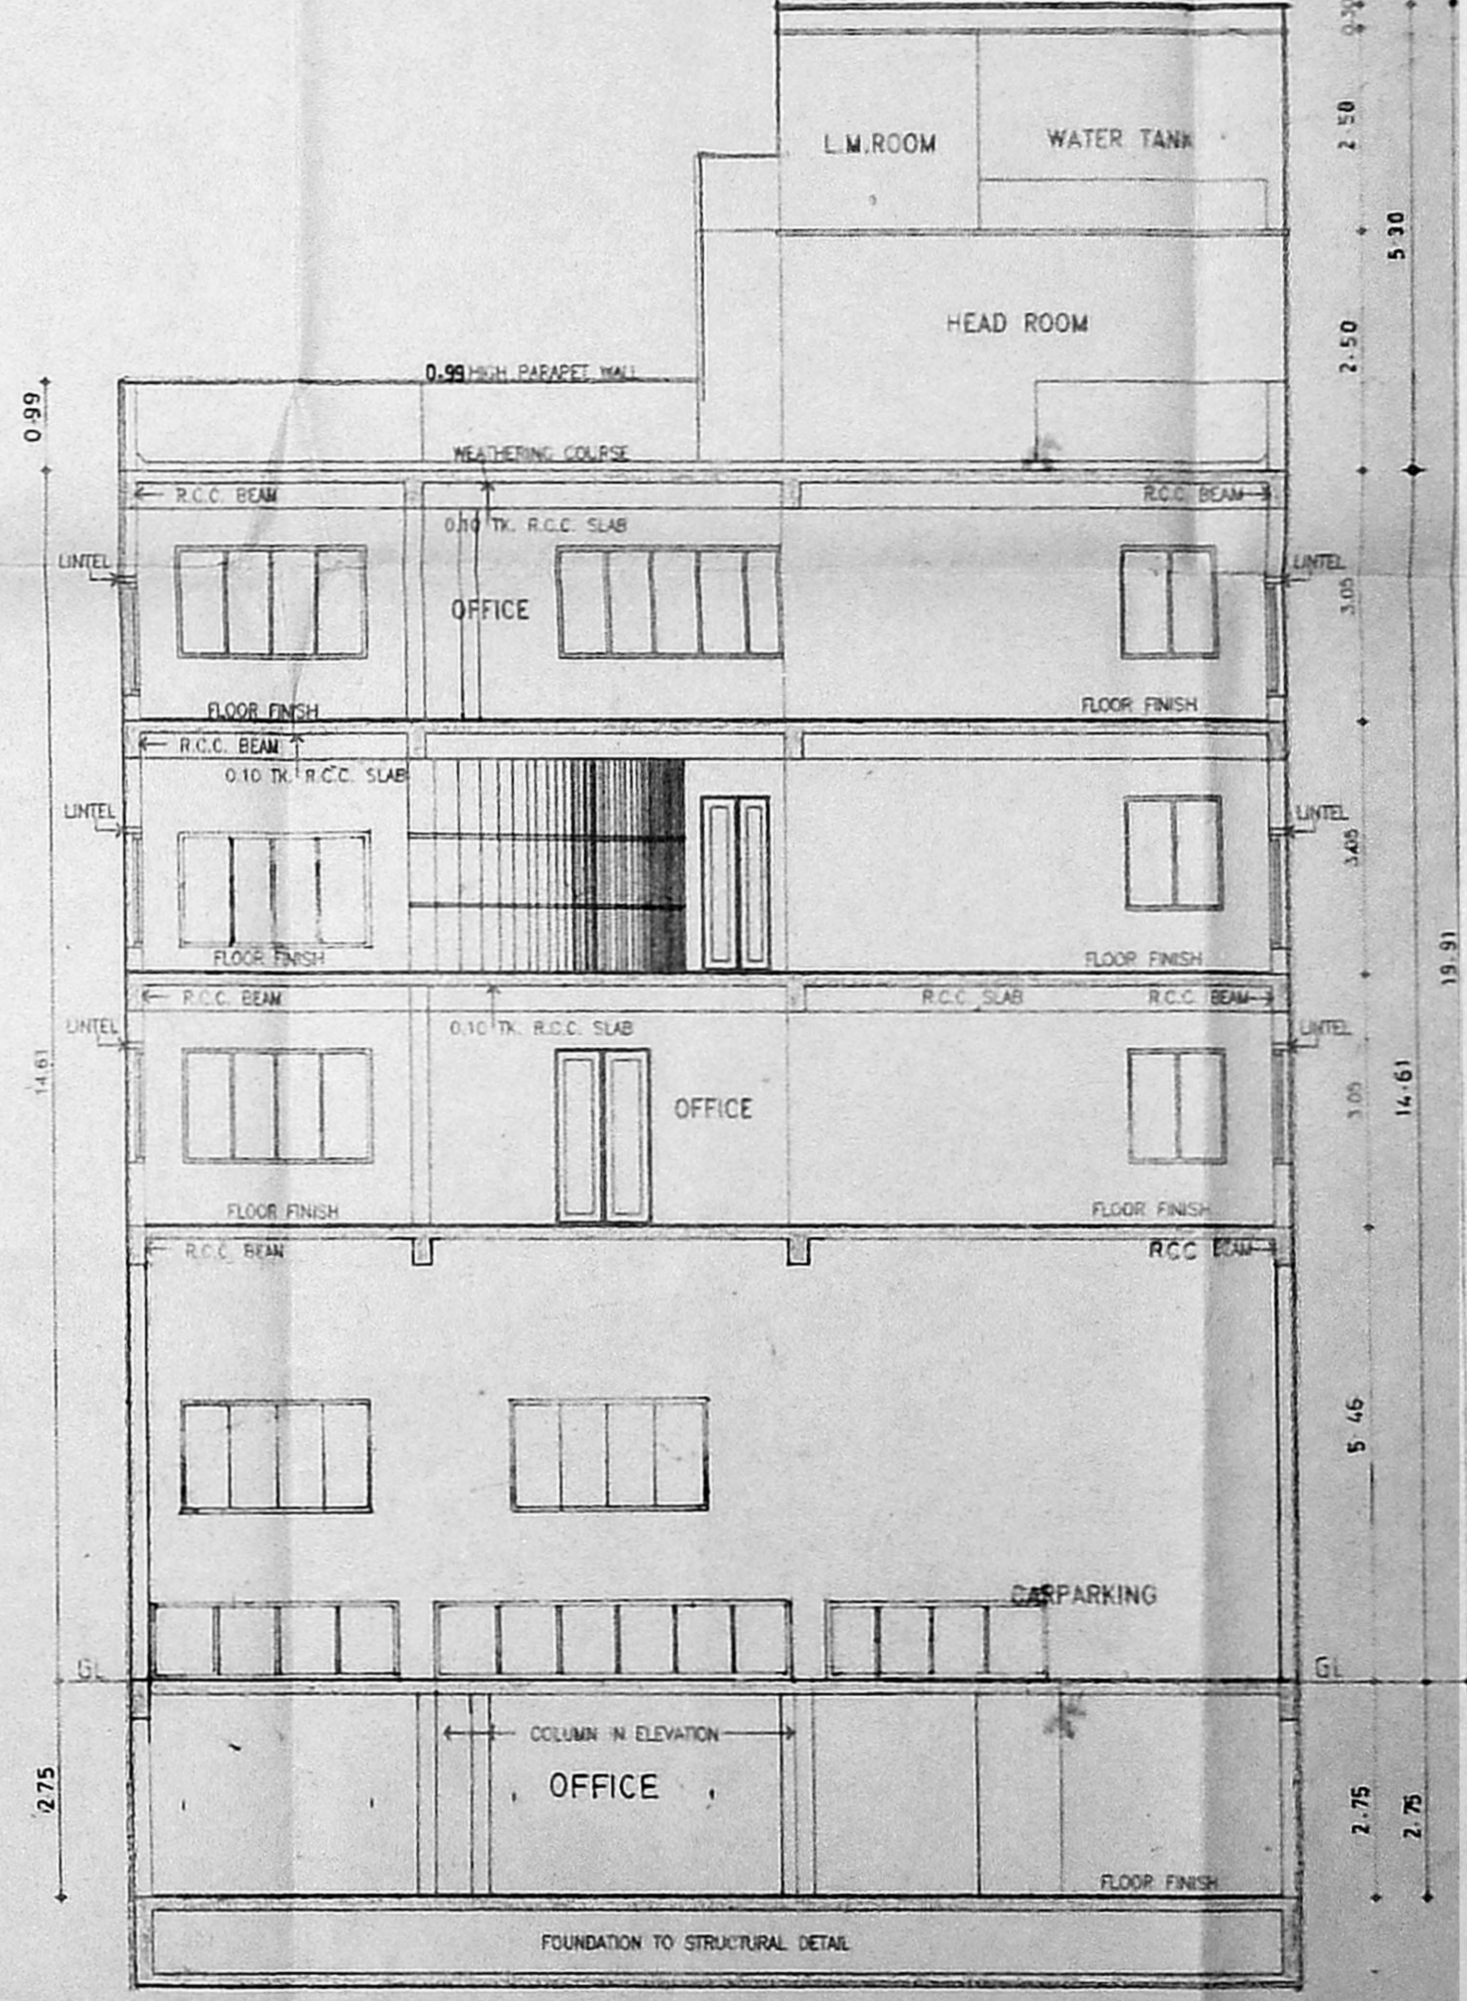 0.30
L.M.ROOM
WATER TANK
2.50
5.30
HEAD ROOM
2.50
0.99 HIGH PARAPET WALL
0.99
WEATHERING COURSE
R.C.C. BEAM
R.C.C. BEAM
0.10 TK. R.C.C. SLAB
LINTEL
LINTEL
OFFICE
3.05
FLOOR FINISH
FLOOR FINISH
R.C.C. BEAM
0.10 TK. R.C.C. SLAB
LINTEL
LINTEL
3.05
FLOOR FINISH
FLOOR FINISH
19.91
R.C.C. BEAM
R.C.C. SLAB
R.C.C. BEAM
0.10 TK. R.C.C. SLAB
LINTEL
LINTEL
14.61
OFFICE
3.05
14.61
FLOOR FINISH
FLOOR FINISH
R.C.C. BEAM
RCC BEAM
5.46
CARPARKING
GL
GL
COLUMN IN ELEVATION
OFFICE
2.75
2.75
2.75
FLOOR FINISH
FOUNDATION TO STRUCTURAL DETAIL